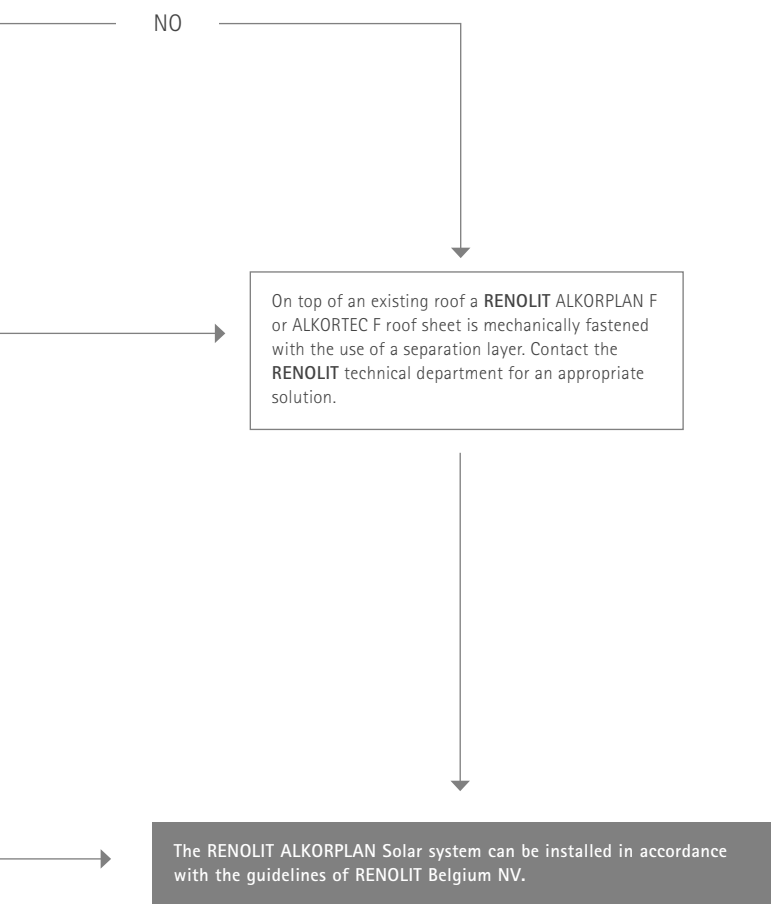 NO
On top of an existing roof a RENOLIT ALKORPLAN F
or ALKORTEC F roof sheet is mechanically fastened
with the use of a separation layer. Contact the
RENOLIT technical department for an appropriate
solution.
The RENOLIT ALKORPLAN Solar system can be installed in accordance
with the guidelines of RENOLIT Belgium NV.